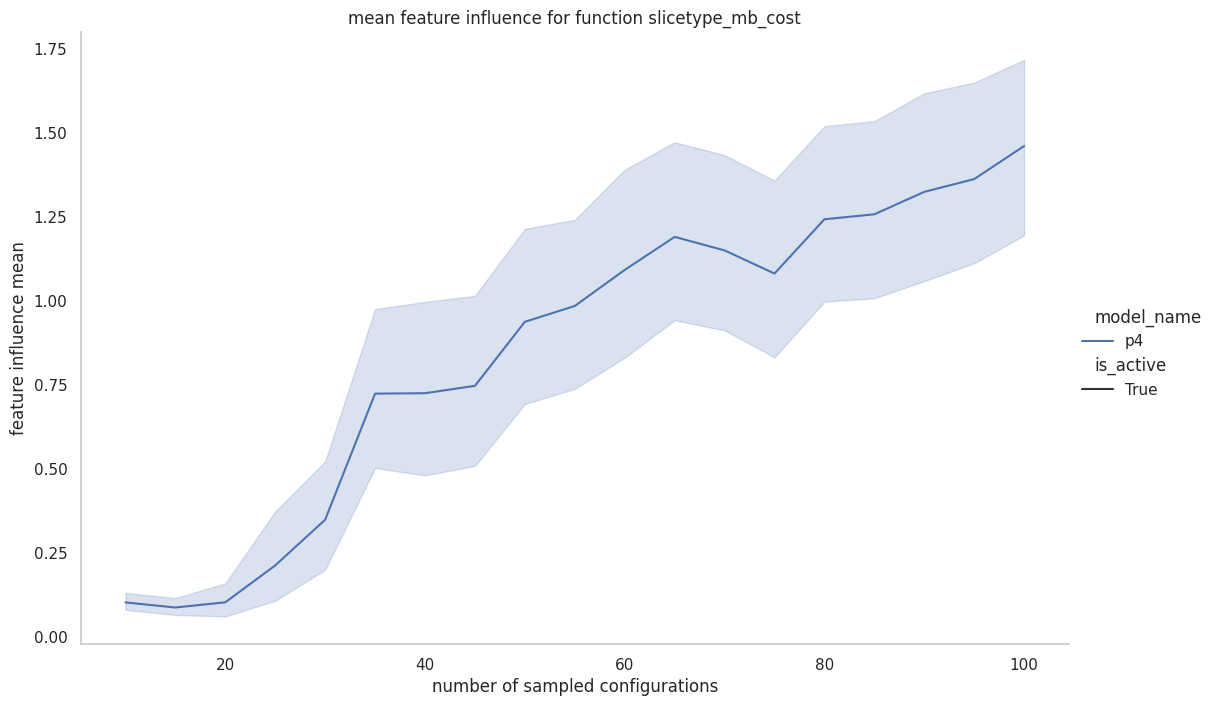 mean feature influence for function slicetype_mb_cost
1.75
1.50
1.25
1.00
0.75
0.50
0.25
0.00
feature influence mean
20 40 60 80 100
number of sampled configurations
model_name
p4
is_active
True